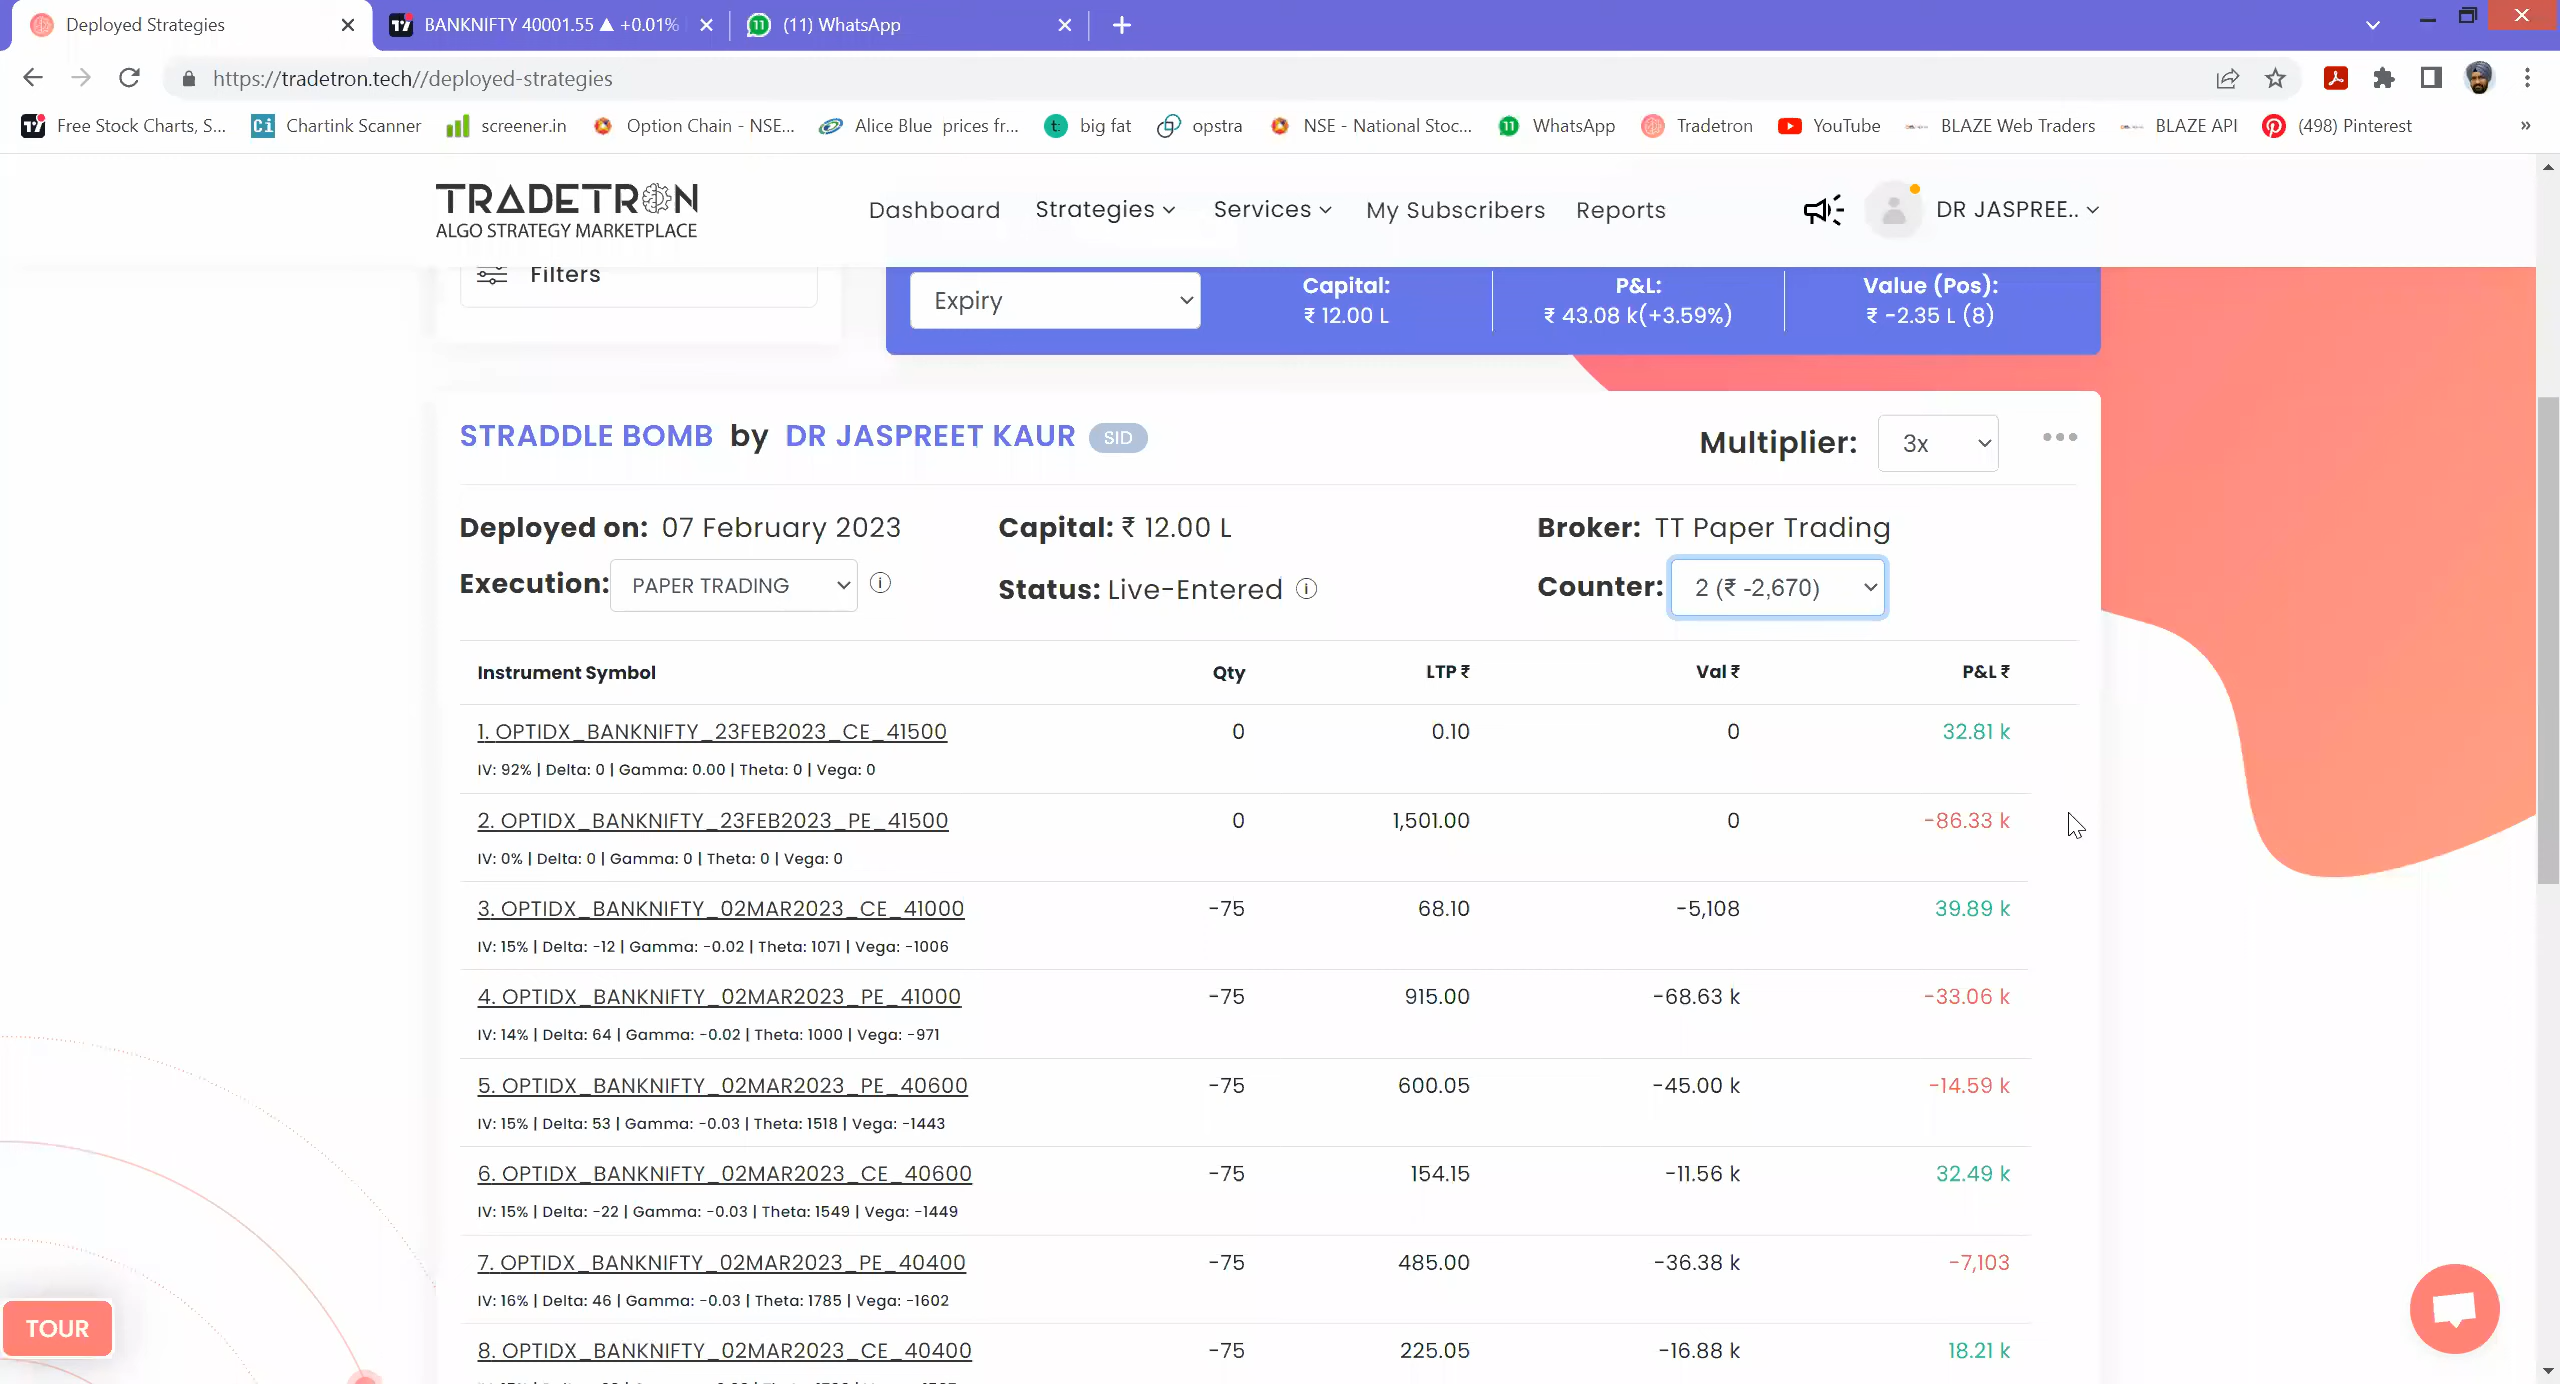 Deployed Strategies
BANKNIFTY 40001.55 ▲ +0.01%
(11) WhatsApp
https://tradetron.tech//deployed-strategies
Free Stock Charts, S...
Chartink Scanner
screener.in
Option Chain - NSE...
Alice Blue prices fr...
big fat
opstra
NSE - National Stoc...
WhatsApp
Tradetron
YouTube
BLAZE Web Traders
BLAZE API
(498) Pinterest
»
TRADETRON
ALGO STRATEGY MARKETPLACE
Dashboard
Strategies
Services
My Subscribers
Reports
DR JASPREE..
Filters
Expiry
Capital:
₹ 12.00 L
P&L:
₹ 43.08 k(+3.59%)
Value (Pos):
₹ -2.35 L (8)
STRADDLE BOMB by DR JASPREET KAUR SID
Multiplier: 3x
Deployed on: 07 February 2023
Capital: ₹ 12.00 L
Broker: TT Paper Trading
Execution: PAPER TRADING
Status: Live-Entered
Counter: 2 (₹ -2,670)
Instrument Symbol Qty LTP ₹ Val ₹ P&L ₹
1. OPTIDX_BANKNIFTY_23FEB2023_CE_41500 0 0.10 0 32.81 k
IV: 92% | Delta: 0 | Gamma: 0.00 | Theta: 0 | Vega: 0
2. OPTIDX_BANKNIFTY_23FEB2023_PE_41500 0 1,501.00 0 -86.33 k
IV: 0% | Delta: 0 | Gamma: 0 | Theta: 0 | Vega: 0
3. OPTIDX_BANKNIFTY_02MAR2023_CE_41000 -75 68.10 -5,108 39.89 k
IV: 15% | Delta: -12 | Gamma: -0.02 | Theta: 1071 | Vega: -1006
4. OPTIDX_BANKNIFTY_02MAR2023_PE_41000 -75 915.00 -68.63 k -33.06 k
IV: 14% | Delta: 64 | Gamma: -0.02 | Theta: 1000 | Vega: -971
5. OPTIDX_BANKNIFTY_02MAR2023_PE_40600 -75 600.05 -45.00 k -14.59 k
IV: 15% | Delta: 53 | Gamma: -0.03 | Theta: 1518 | Vega: -1443
6. OPTIDX_BANKNIFTY_02MAR2023_CE_40600 -75 154.15 -11.56 k 32.49 k
IV: 15% | Delta: -22 | Gamma: -0.03 | Theta: 1549 | Vega: -1449
7. OPTIDX_BANKNIFTY_02MAR2023_PE_40400 -75 485.00 -36.38 k -7,103
IV: 16% | Delta: 46 | Gamma: -0.03 | Theta: 1785 | Vega: -1602
8. OPTIDX_BANKNIFTY_02MAR2023_CE_40400 -75 225.05 -16.88 k 18.21 k
TOUR